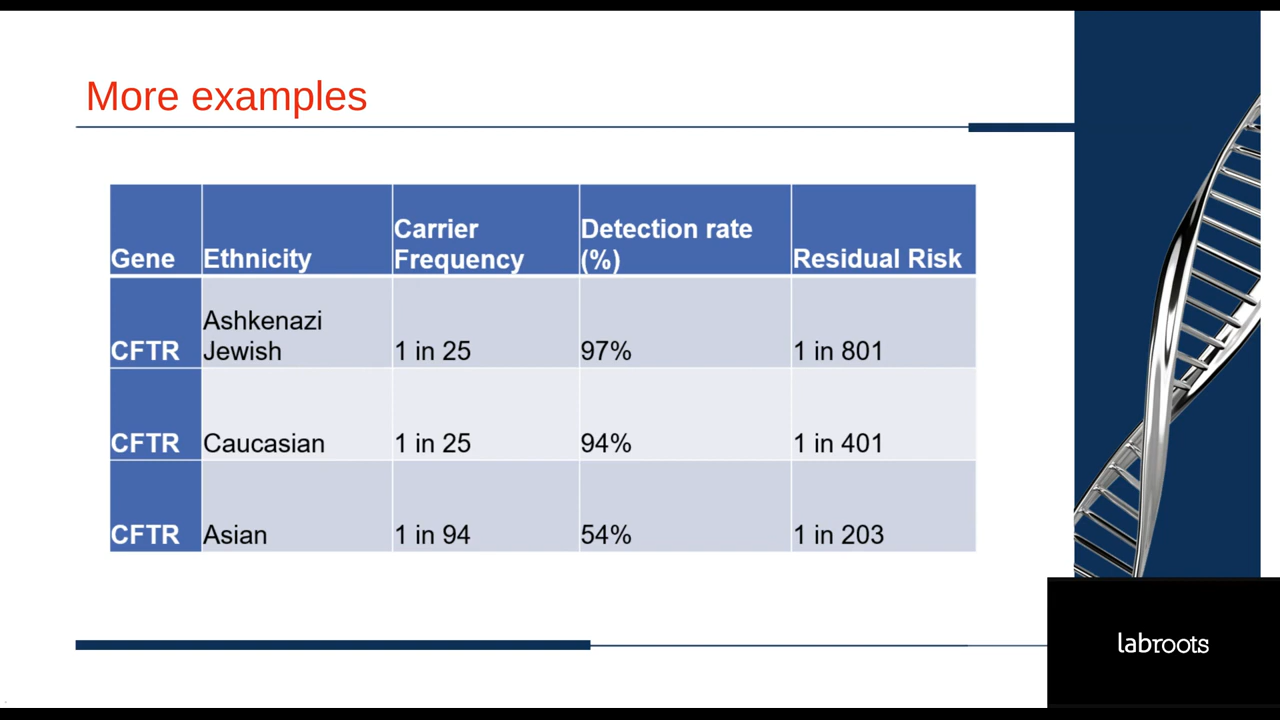 More examples
Gene Ethnicity Carrier Frequency Detection rate (%) Residual Risk
CFTR Ashkenazi Jewish 1 in 25 97% 1 in 801
CFTR Caucasian 1 in 25 94% 1 in 401
CFTR Asian 1 in 94 54% 1 in 203
labroots